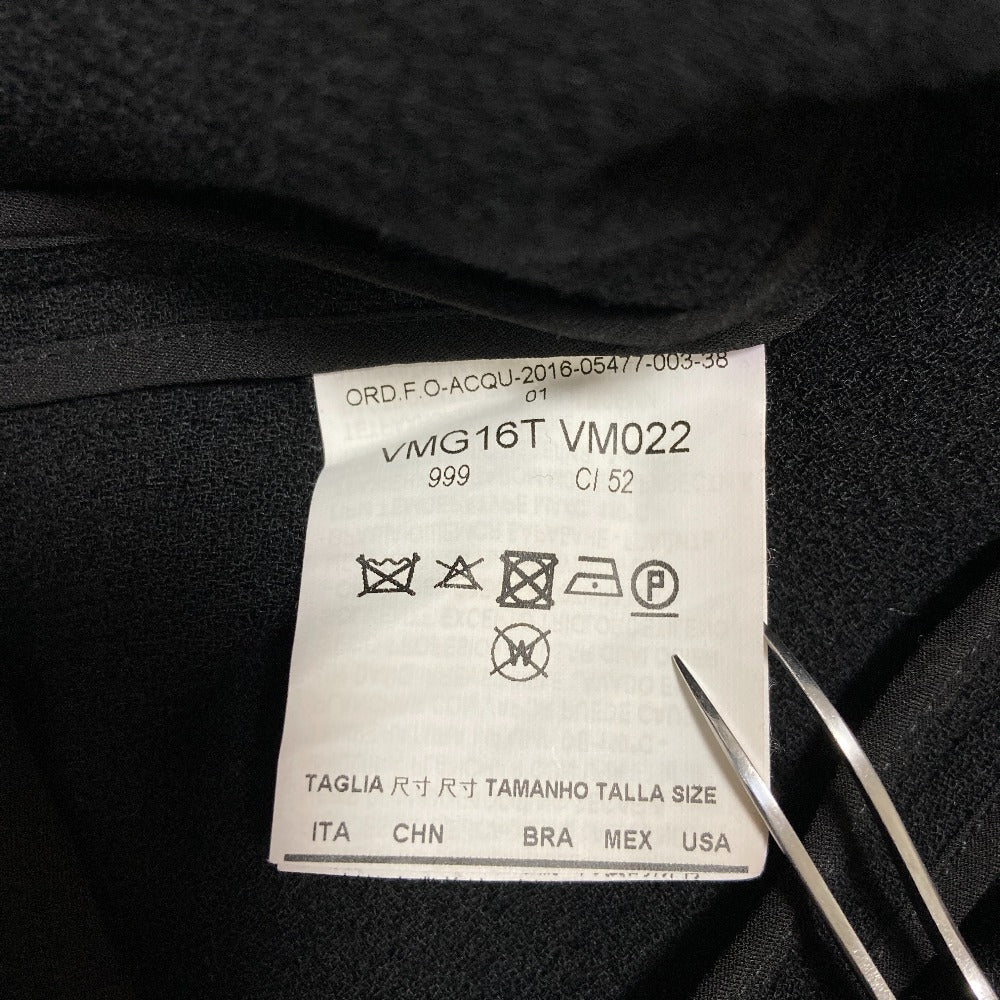 ORD.F.O-ACQU-2016-05477-003-38
01
VMG16T VM022
999 CI 52
P
W
TAGLIA 尺寸 尺寸 TAMANHO TALLA SIZE
ITA CHN BRA MEX USA